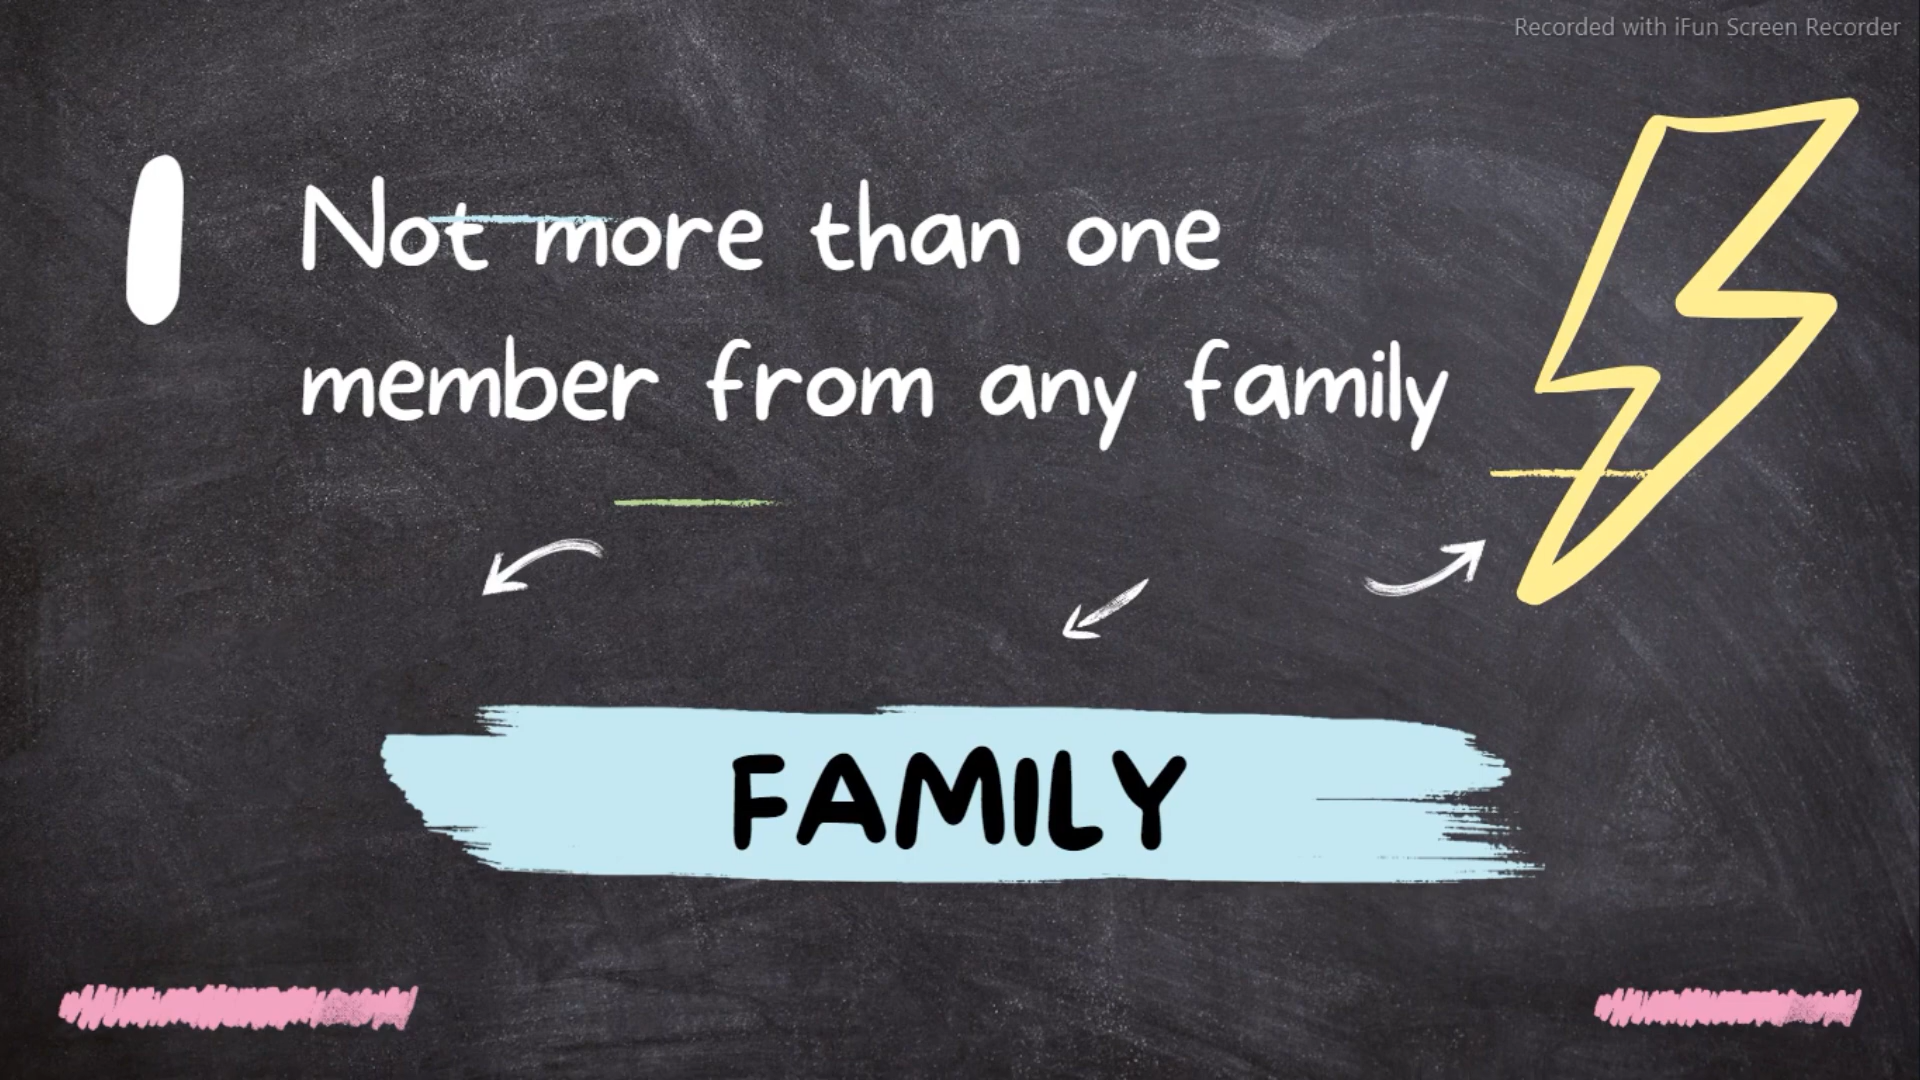 Recorded with iFun Screen Recorder
1 Not more than one
member from any family
FAMILY